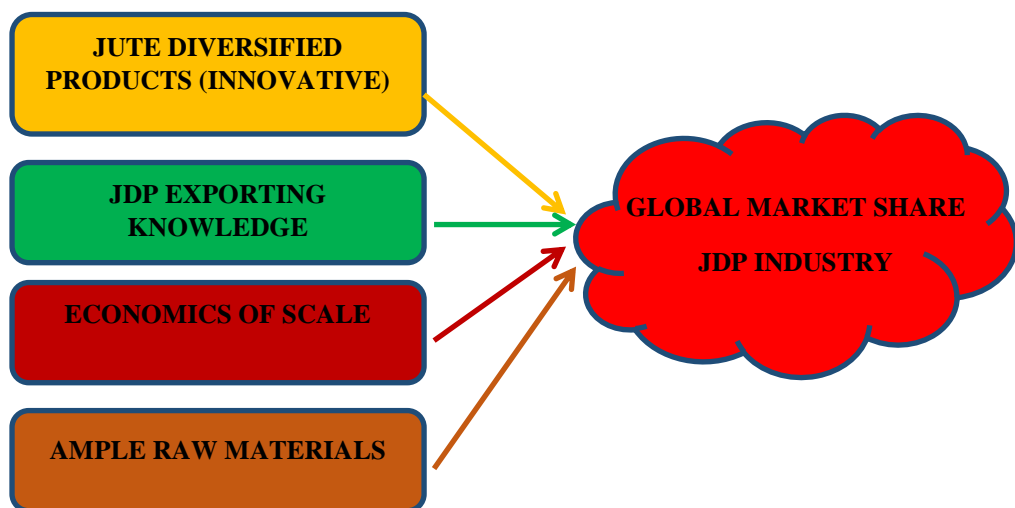 JUTE DIVERSIFIED
PRODUCTS (INNOVATIVE)
JDP EXPORTING
KNOWLEDGE
ECONOMICS OF SCALE
AMPLE RAW MATERIALS
GLOBAL MARKET SHARE
JDP INDUSTRY